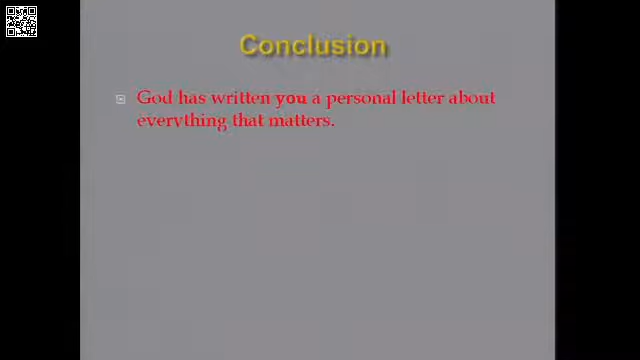 Conclusion
God has written you a personal letter about
everything that matters.